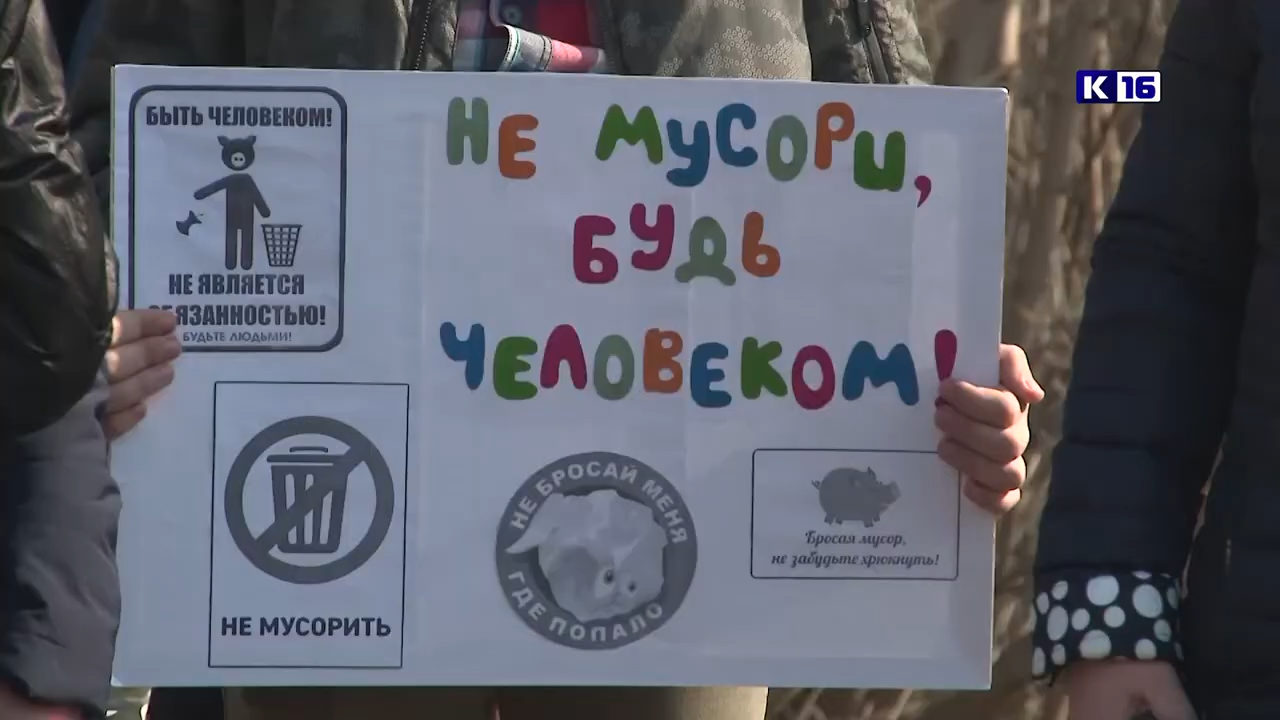 К 16
БЫТЬ ЧЕЛОВЕКОМ!
НЕ ЯВЛЯЕТСЯ
ОБЯЗАННОСТЬЮ!
БУДЬТЕ ЛЮДЬМИ!
НЕ МУСОРИ,
БУДЬ
ЧЕЛОВЕКОМ!
НЕ МУСОРИТЬ
НЕ БРОСАЙ МЕНЯ
ГДЕ ПОПАЛО
Бросая мусор,
не забудьте хрюкнуть!